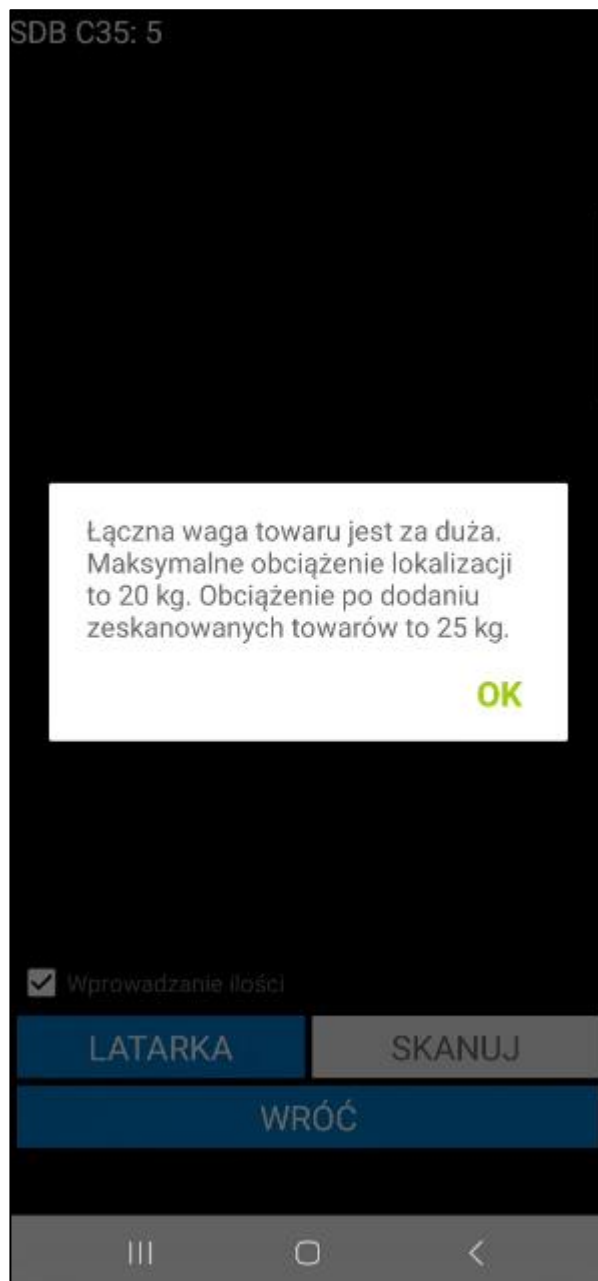 SDB C35: 5
Łączna waga towaru jest za duża.
Maksymalne obciążenie lokalizacji
to 20 kg. Obciążenie po dodaniu
zeskanowanych towarów to 25 kg.
OK
Wprowadzanie ilości
LATARKA
SKANUJ
WRÓĆ